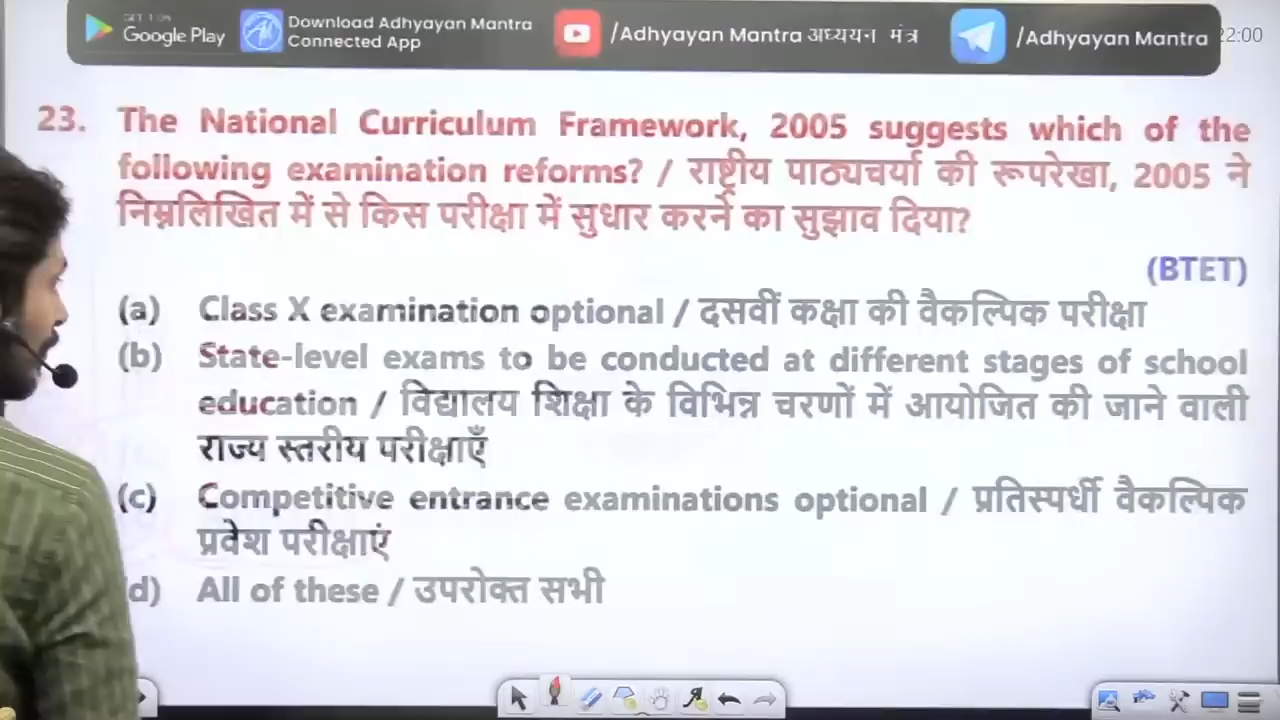 GET IT ON
Google Play
Download Adhyayan Mantra
Connected App
/Adhyayan Mantra अध्ययन मंत्र
/Adhyayan Mantra
22:00
23. The National Curriculum Framework, 2005 suggests which of the
following examination reforms? / राष्ट्रीय पाठ्यचर्या की रूपरेखा, 2005 ने
निम्नलिखित में से किस परीक्षा में सुधार करने का सुझाव दिया?
(BTET)
(a) Class X examination optional / दसवीं कक्षा की वैकल्पिक परीक्षा
(b) State-level exams to be conducted at different stages of school
education / विद्यालय शिक्षा के विभिन्न चरणों में आयोजित की जाने वाली
राज्य स्तरीय परीक्षाएँ
(c) Competitive entrance examinations optional / प्रतिस्पर्धी वैकल्पिक
प्रवेश परीक्षाएं
d) All of these / उपरोक्त सभी